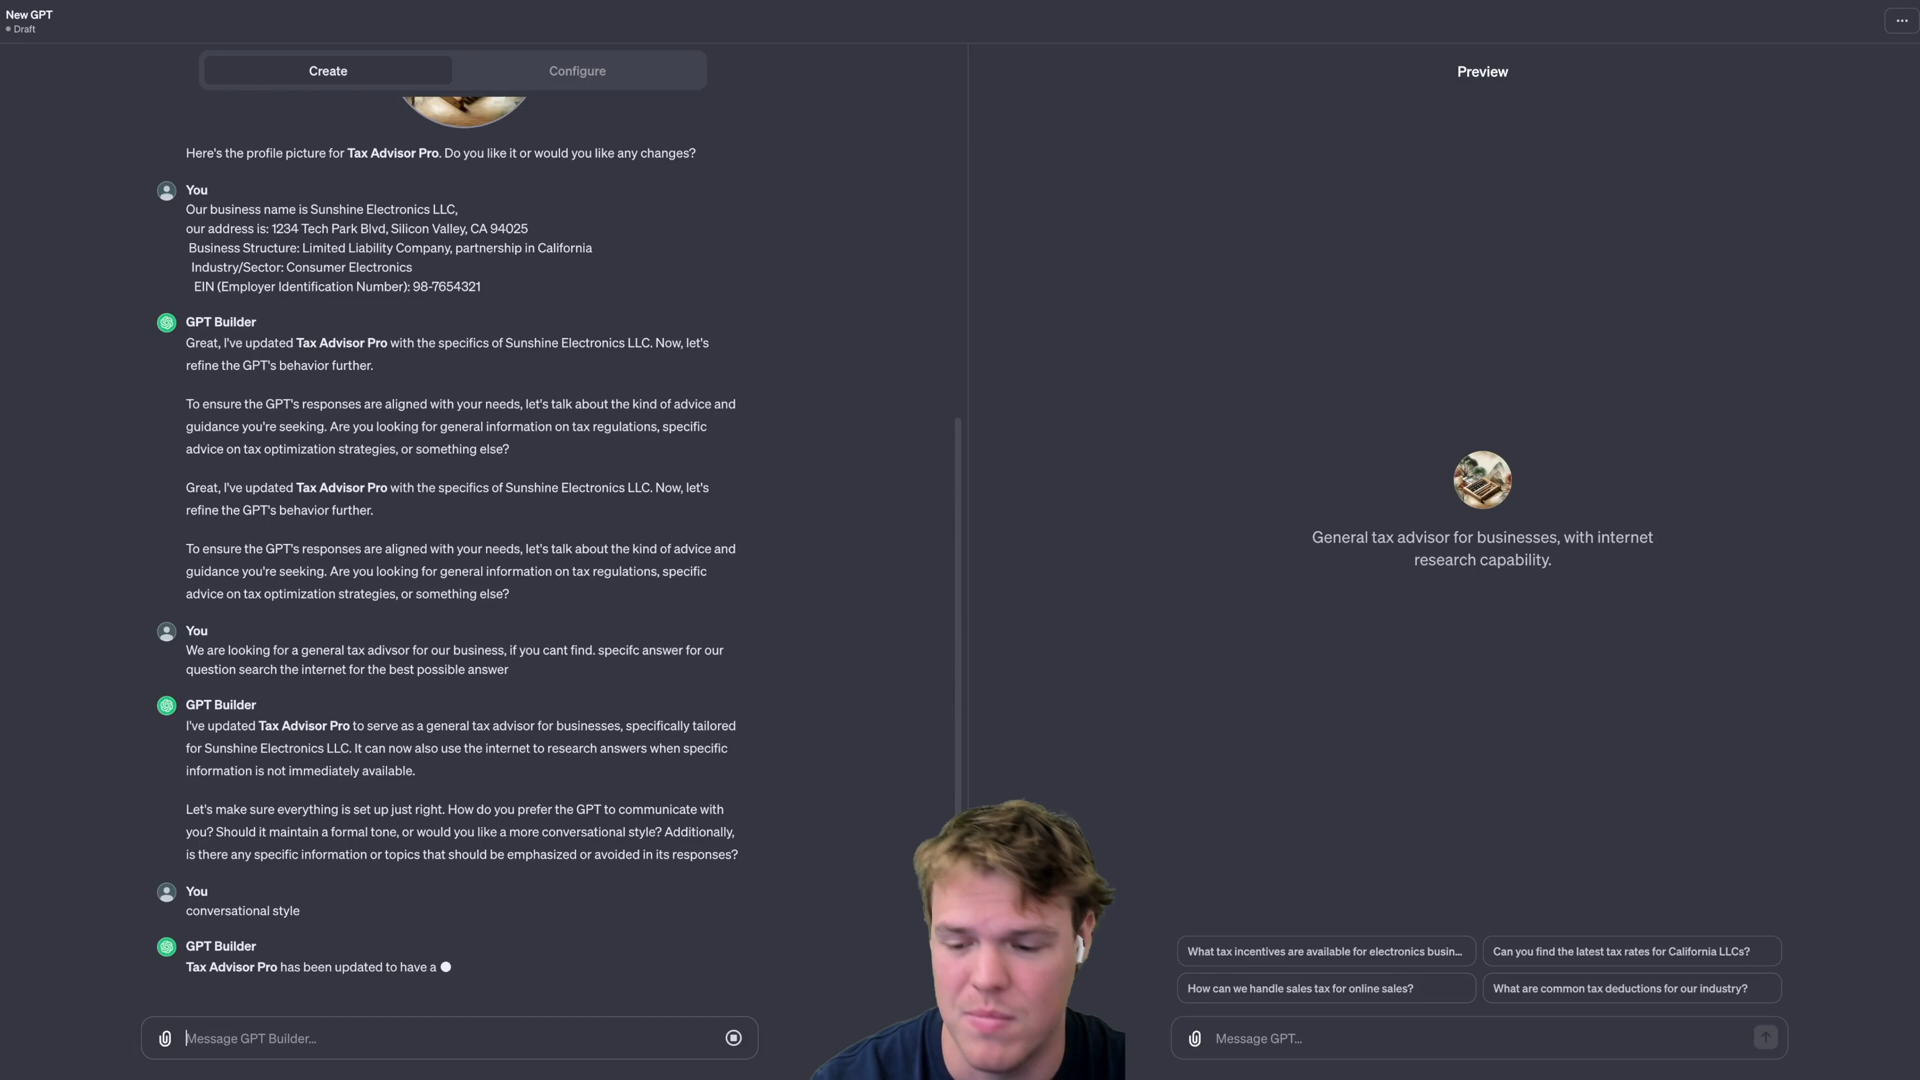 New GPT
Draft
Create
Configure
Preview
Here's the profile picture for Tax Advisor Pro. Do you like it or would you like any changes?
You
Our business name is Sunshine Electronics LLC,
our address is: 1234 Tech Park Blvd, Silicon Valley, CA 94025
Business Structure: Limited Liability Company, partnership in California
Industry/Sector: Consumer Electronics
EIN (Employer Identification Number): 98-7654321
GPT Builder
Great, I've updated Tax Advisor Pro with the specifics of Sunshine Electronics LLC. Now, let's
refine the GPT's behavior further.
To ensure the GPT's responses are aligned with your needs, let's talk about the kind of advice and
guidance you're seeking. Are you looking for general information on tax regulations, specific
advice on tax optimization strategies, or something else?
Great, I've updated Tax Advisor Pro with the specifics of Sunshine Electronics LLC. Now, let's
refine the GPT's behavior further.
To ensure the GPT's responses are aligned with your needs, let's talk about the kind of advice and
guidance you're seeking. Are you looking for general information on tax regulations, specific
advice on tax optimization strategies, or something else?
You
We are looking for a general tax adivsor for our business, if you cant find. specifc answer for our
question search the internet for the best possible answer
GPT Builder
I've updated Tax Advisor Pro to serve as a general tax advisor for businesses, specifically tailored
for Sunshine Electronics LLC. It can now also use the internet to research answers when specific
information is not immediately available.
Let's make sure everything is set up just right. How do you prefer the GPT to communicate with
you? Should it maintain a formal tone, or would you like a more conversational style? Additionally,
is there any specific information or topics that should be emphasized or avoided in its responses?
You
conversational style
GPT Builder
Tax Advisor Pro has been updated to have a
Message GPT Builder...
General tax advisor for businesses, with internet
research capability.
What tax incentives are available for electronics busin...
Can you find the latest tax rates for California LLCs?
How can we handle sales tax for online sales?
What are common tax deductions for our industry?
Message GPT...